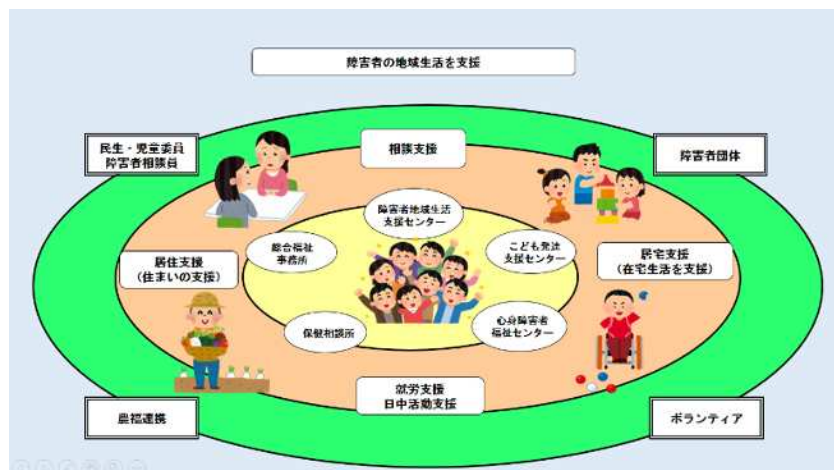 障害者の地域生活を支援
民生・児童委員
障害者相談員
相談支援
障害者団体
障害者地域生活
支援センター
総合福祉
事務所
こども発達
支援センター
居住支援
(住まいの支援)
居宅支援
(在宅生活を支援)
保健相談所
心身障害者
福祉センター
就労支援
日中活動支援
農福連携
ボランティア